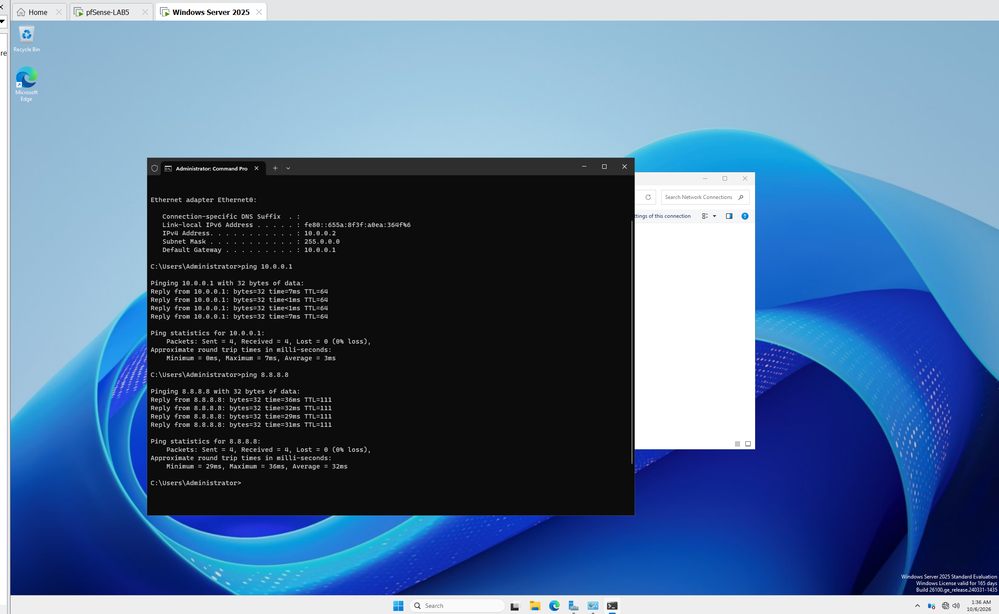 Home
pfSense-LAB5
Windows Server 2025
re
Recycle Bin
Microsoft
Edge
Administrator: Command Pro
Ethernet adapter Ethernet0:
Connection-specific DNS Suffix  . :
Link-local IPv6 Address . . . . . : fe80::655a:8f3f:a0ea:364f%6
IPv4 Address. . . . . . . . . . . : 10.0.0.2
Subnet Mask . . . . . . . . . . . : 255.0.0.0
Default Gateway . . . . . . . . . : 10.0.0.1
C:\Users\Administrator>ping 10.0.0.1
Pinging 10.0.0.1 with 32 bytes of data:
Reply from 10.0.0.1: bytes=32 time=7ms TTL=64
Reply from 10.0.0.1: bytes=32 time<1ms TTL=64
Reply from 10.0.0.1: bytes=32 time<1ms TTL=64
Reply from 10.0.0.1: bytes=32 time=7ms TTL=64
Ping statistics for 10.0.0.1:
Packets: Sent = 4, Received = 4, Lost = 0 (0% loss),
Approximate round trip times in milli-seconds:
Minimum = 0ms, Maximum = 7ms, Average = 3ms
C:\Users\Administrator>ping 8.8.8.8
Pinging 8.8.8.8 with 32 bytes of data:
Reply from 8.8.8.8: bytes=32 time=36ms TTL=111
Reply from 8.8.8.8: bytes=32 time=32ms TTL=111
Reply from 8.8.8.8: bytes=32 time=29ms TTL=111
Reply from 8.8.8.8: bytes=32 time=31ms TTL=111
Ping statistics for 8.8.8.8:
Packets: Sent = 4, Received = 4, Lost = 0 (0% loss),
Approximate round trip times in milli-seconds:
Minimum = 29ms, Maximum = 36ms, Average = 32ms
C:\Users\Administrator>
Search Network Connections
ttings of this connection
Windows Server 2025 Standard Evaluation
Windows License valid for 165 days
Build 26100.ge_release.240331-1435
Search
1:36 AM
10/6/2026